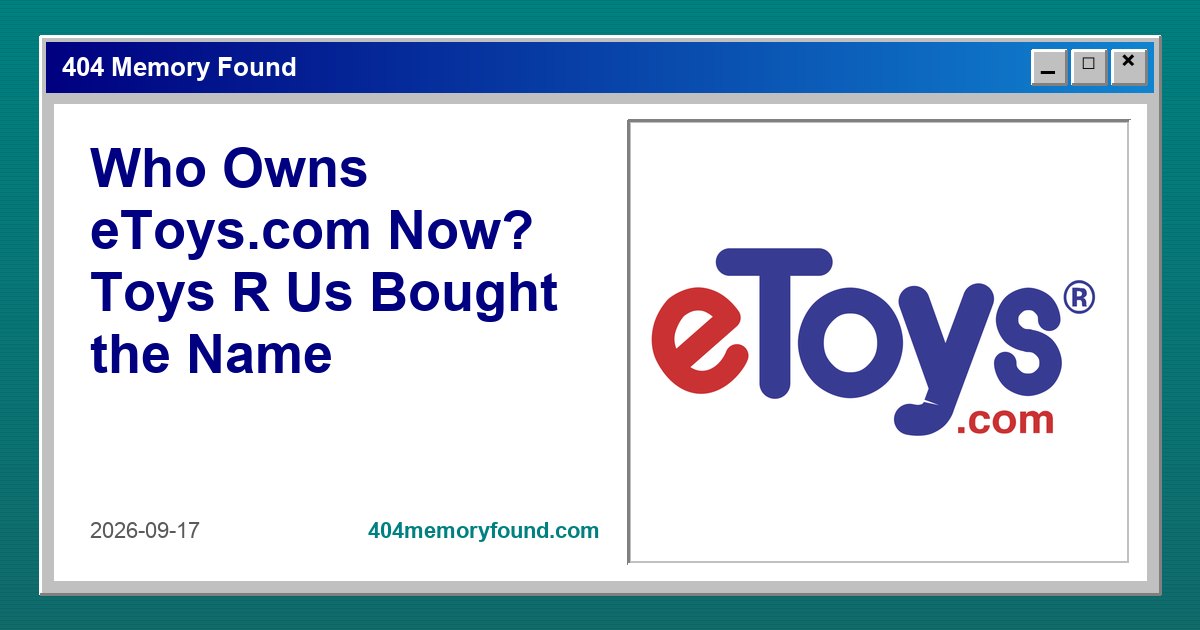 404 Memory Found
Who Owns
eToys.com Now?
Toys R Us Bought
the Name
2026-09-17
404memoryfound.com
eToys®
.com